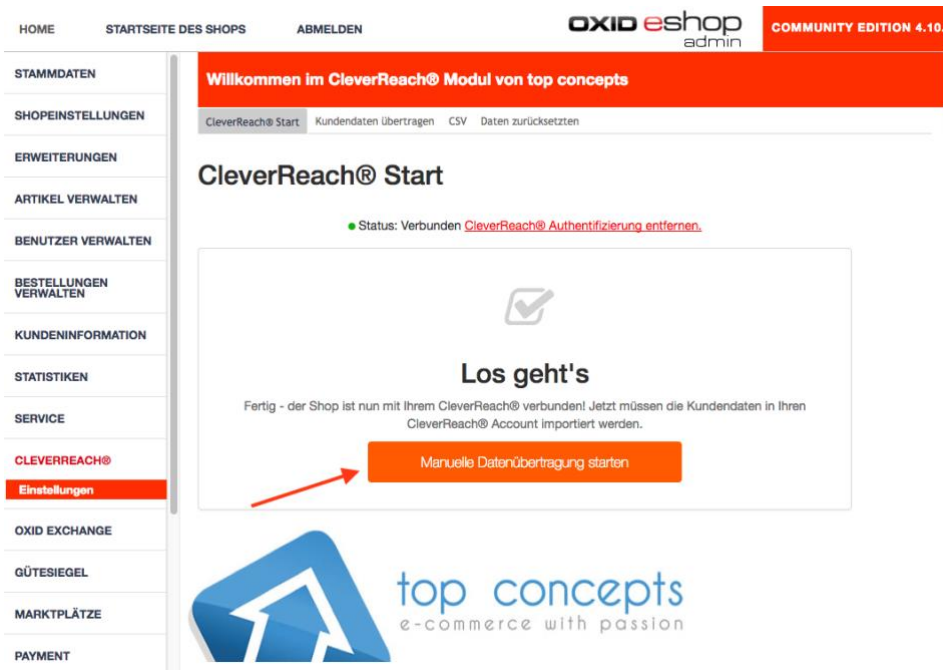 HOME STARTSEITE DES SHOPS ABMELDEN OXID eshop COMMUNITY EDITION 4.10.
admin
STAMMDATEN
SHOPEINSTELLUNGEN
ERWEITERUNGEN
ARTIKEL VERWALTEN
BENUTZER VERWALTEN
BESTELLUNGEN
VERWALTEN
KUNDENINFORMATION
STATISTIKEN
SERVICE
CLEVERREACH®
Einstellungen
OXID EXCHANGE
GÜTESIEGEL
MARKTPLÄTZE
PAYMENT
Willkommen im CleverReach® Modul von top concepts
CleverReach® Start Kundendaten übertragen CSV Daten zurücksetzten
CleverReach® Start
Status: Verbunden CleverReach® Authentifizierung entfernen.
Los geht's
Fertig - der Shop ist nun mit Ihrem CleverReach® verbunden! Jetzt müssen die Kundendaten in Ihren
CleverReach® Account importiert werden.
Manuelle Datenübertragung starten
top concepts
e-commerce with passion